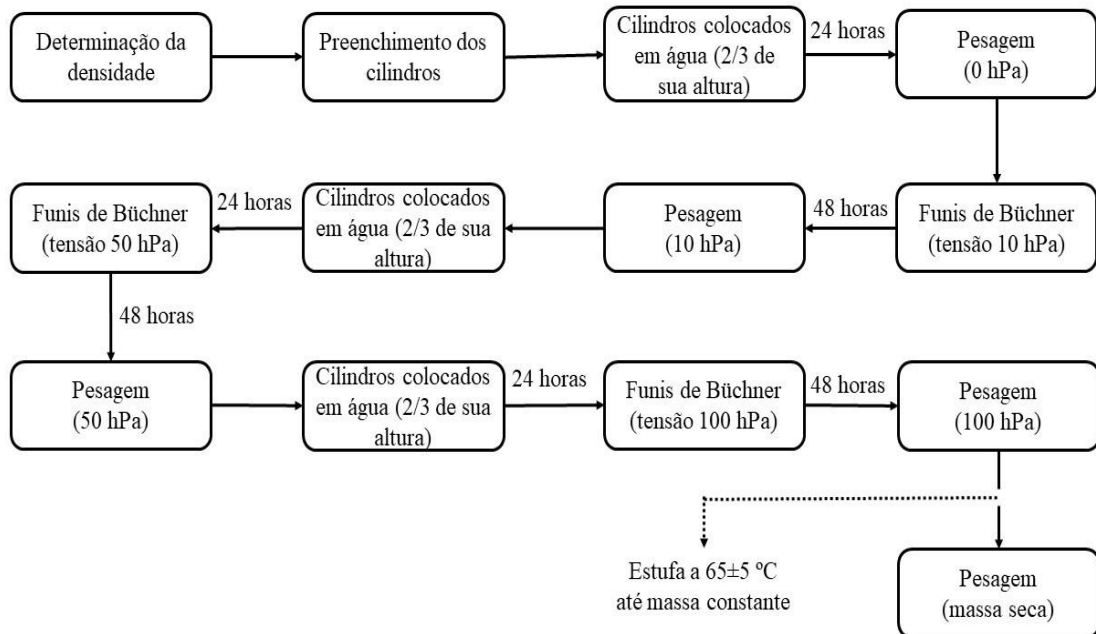 Determinação da
densidade
Preenchimento dos
cilindros
Cilindros colocados
em água (2/3 de
sua altura)
24 horas
Pesagem
(0 hPa)
Funis de Büchner
(tensão 10 hPa)
48 horas
Pesagem
(10 hPa)
Cilindros colocados
em água (2/3 de sua
altura)
24 horas
Funis de Büchner
(tensão 50 hPa)
48 horas
Pesagem
(50 hPa)
Cilindros colocados
em água (2/3 de sua
altura)
24 horas
Funis de Büchner
(tensão 100 hPa)
48 horas
Pesagem
(100 hPa)
Estufa a 65±5 ºC
até massa constante
Pesagem
(massa seca)